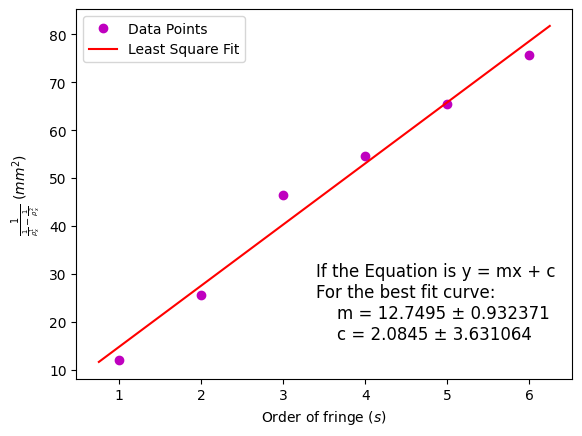 Data Points
Least Square Fit
80
70
60
50
40
30
20
10
(mm²)
If the Equation is y = mx + c
For the best fit curve:
m = 12.7495 ± 0.932371
c = 2.0845 ± 3.631064
1 2 3 4 5 6
Order of fringe (s)